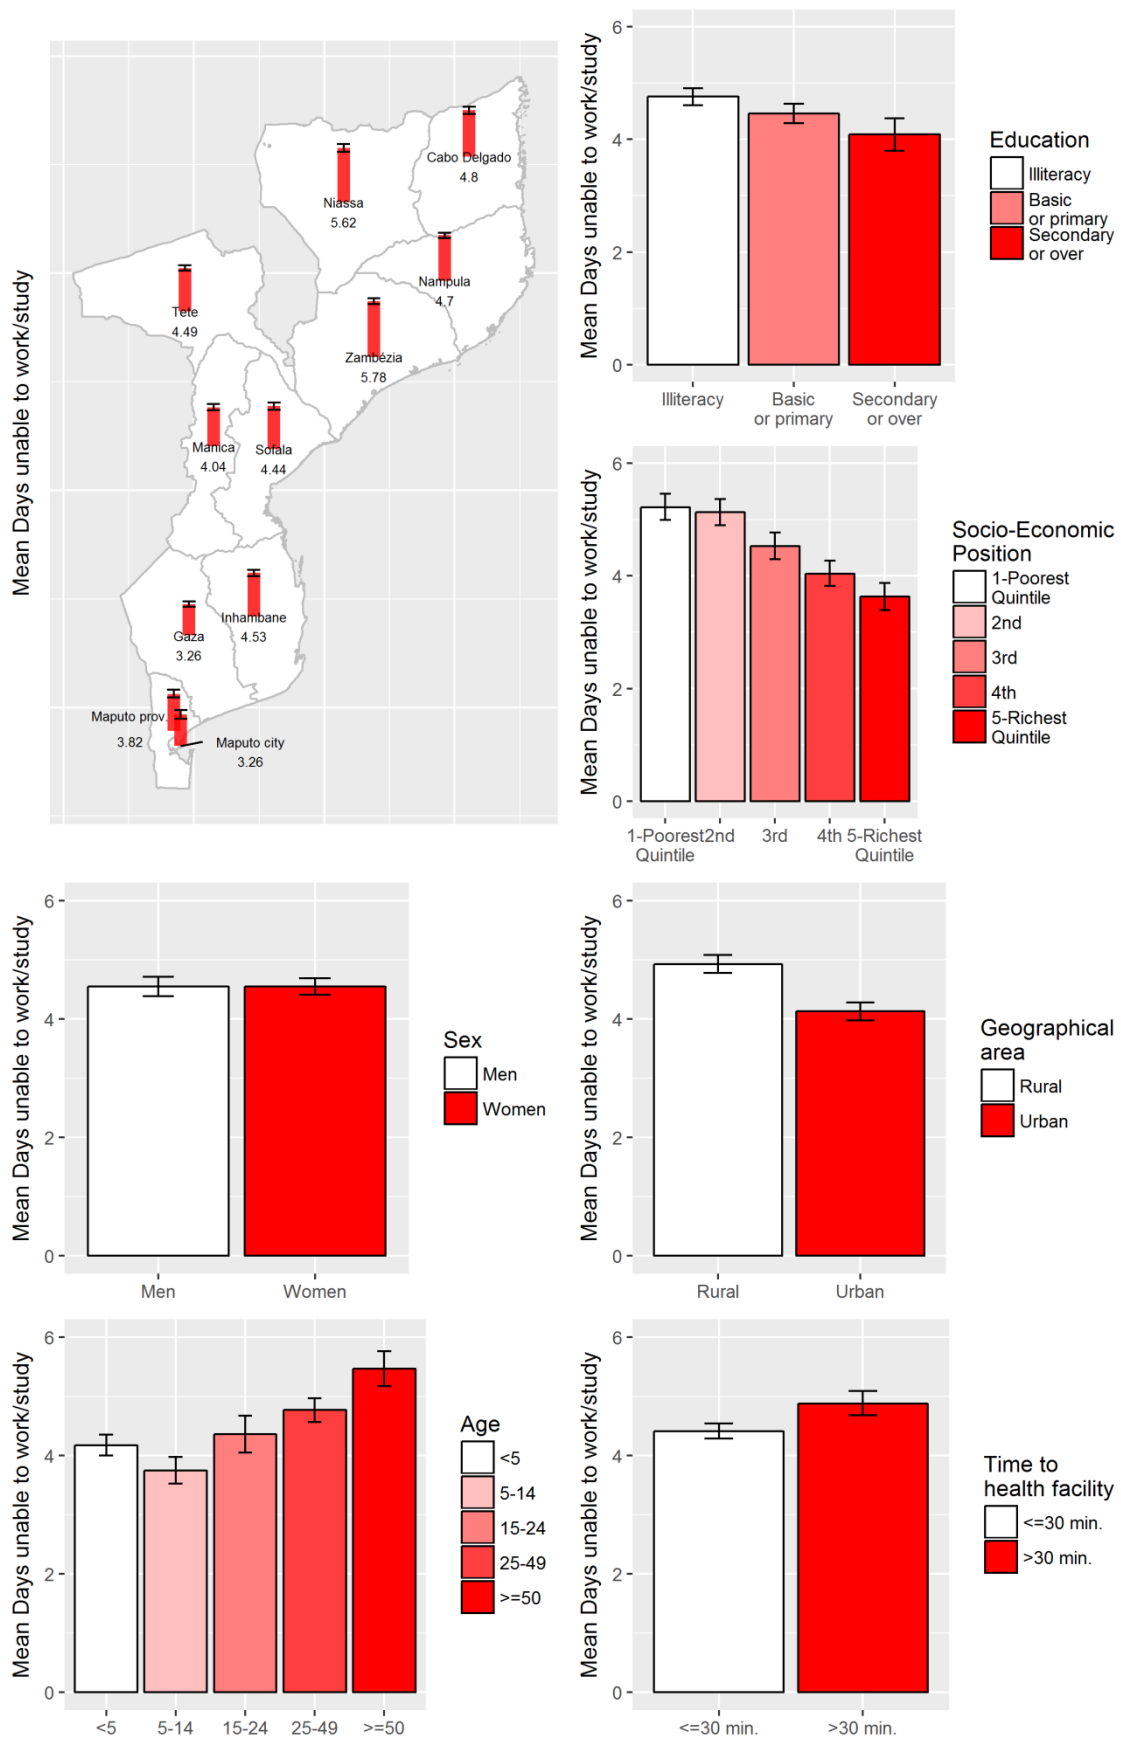 Mean Days unable to work/study
Cabo Delgado
4.8
Niassa
5.62
Nampula
4.7
Tete
4.49
Zambézia
5.78
Manica
4.04
Sofala
4.44
Inhambane
4.53
Gaza
3.26
Maputo prov.
3.82
Maputo city
3.26
Mean Days unable to work/study
6
4
2
0
Illiteracy
Basic
or primary
Secondary
or over
Education
Illiteracy
Basic
or primary
Secondary
or over
Mean Days unable to work/study
6
4
2
0
1-Poorest
Quintile
2nd
3rd
4th
5-Richest
Quintile
Socio-Economic
Position
1-Poorest
Quintile
2nd
3rd
4th
5-Richest
Quintile
Mean Days unable to work/study
6
4
2
0
Men
Women
Sex
Men
Women
Mean Days unable to work/study
6
4
2
0
Rural
Urban
Geographical
area
Rural
Urban
Mean Days unable to work/study
6
4
2
0
<5
5-14
15-24
25-49
>=50
Age
<5
5-14
15-24
25-49
>=50
Mean Days unable to work/study
6
4
2
0
<=30 min.
>30 min.
Time to
health facility
<=30 min.
>30 min.